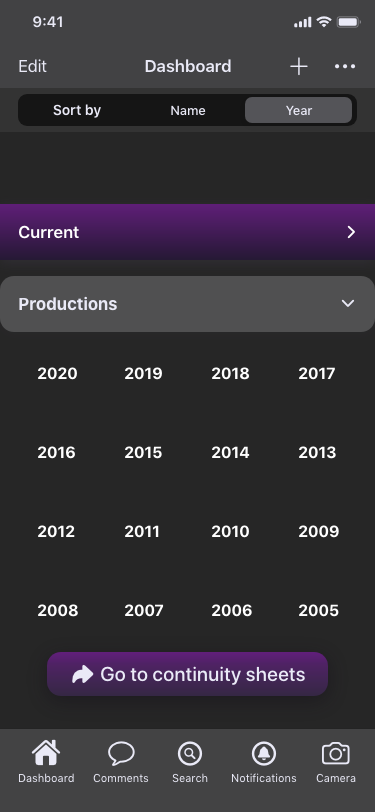 9:41
Edit Dashboard
Sort by Name Year
Current
Productions
2020 2019 2018 2017
2016 2015 2014 2013
2012 2011 2010 2009
2008 2007 2006 2005
Go to continuity sheets
Dashboard Comments Search Notifications Camera